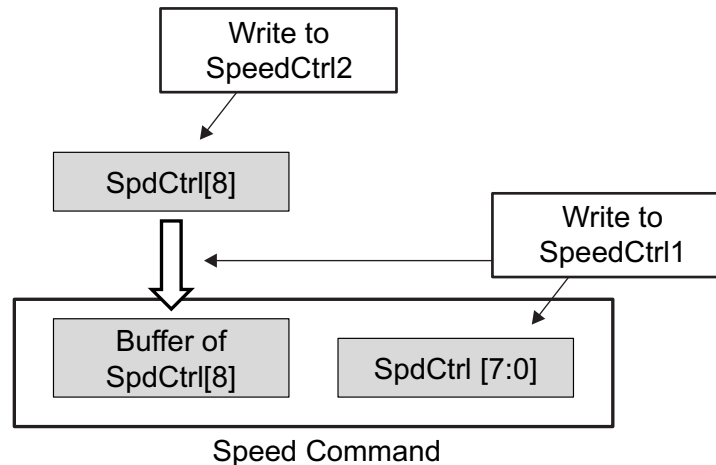 Write to
SpeedCtrl2
SpdCtrl[8]
Write to
SpeedCtrl1
Buffer of
SpdCtrl[8]
SpdCtrl [7:0]
Speed Command